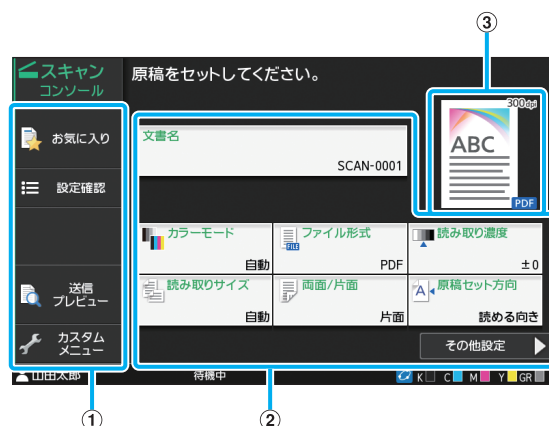 ③
スキャン
コンソール
原稿をセットしてください。
300dpi
ABC
PDF
お気に入り
設定確認
送信
プレビュー
カスタム
メニュー
文書名
SCAN-0001
カラーモード
自動
ファイル形式
FILE
PDF
読み取り濃度
±0
読み取りサイズ
自動
両面/片面
片面
A
原稿セット方向
読める向き
その他設定
山田太郎
待機中
K C M Y GR
① ②